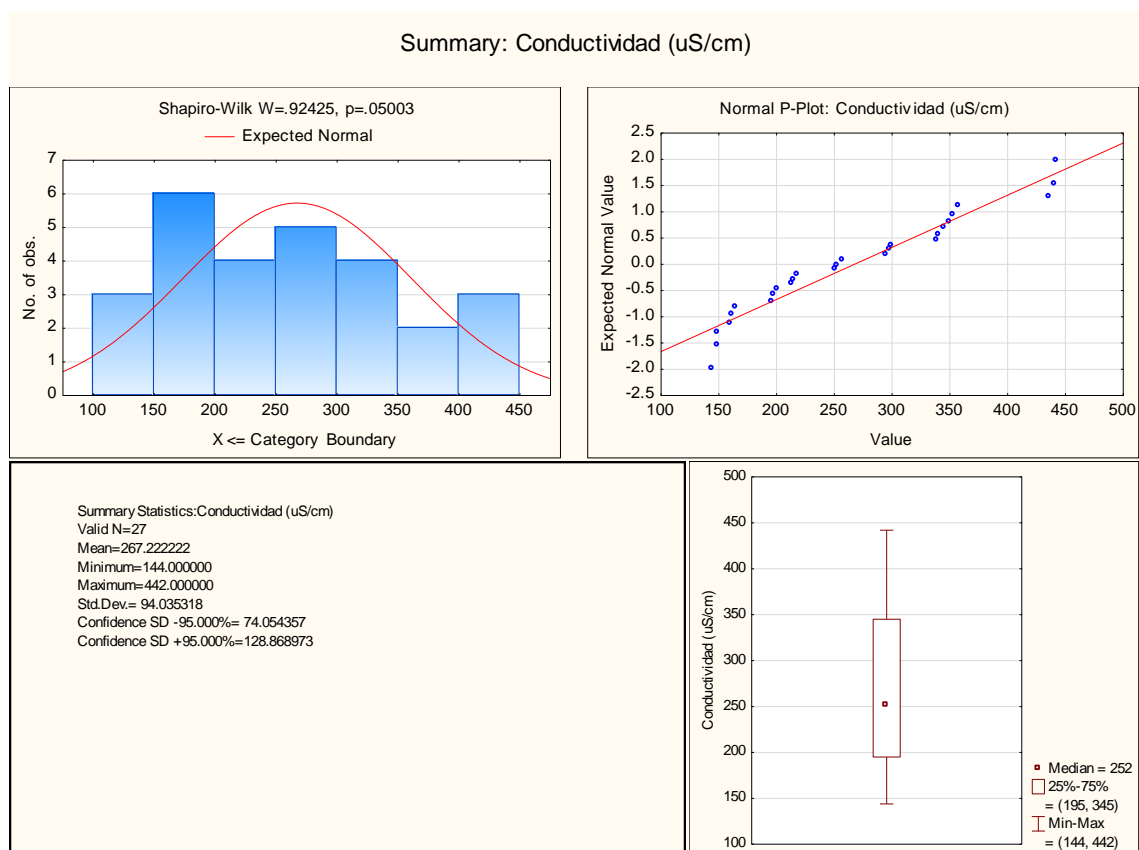 Summary: Conductividad (uS/cm)
Shapiro-Wilk W=.92425, p=.05003
Expected Normal
7
6
5
4
3
2
1
0
No. of obs.
100 150 200 250 300 350 400 450
X <= Category Boundary
Normal P-Plot: Conductividad (uS/cm)
2.5
2.0
1.5
1.0
0.5
0.0
-0.5
-1.0
-1.5
-2.0
-2.5
Expected Normal Value
100 150 200 250 300 350 400 450 500
Value
Summary Statistics:Conductividad (uS/cm)
Valid N=27
Mean=267.222222
Minimum=144.000000
Maximum=442.000000
Std.Dev.= 94.035318
Confidence SD -95.000%= 74.054357
Confidence SD +95.000%=128.868973
500
450
400
350
300
250
200
150
100
Conductividad (uS/cm)
Median = 252
25%-75%
= (195, 345)
Min-Max
= (144, 442)